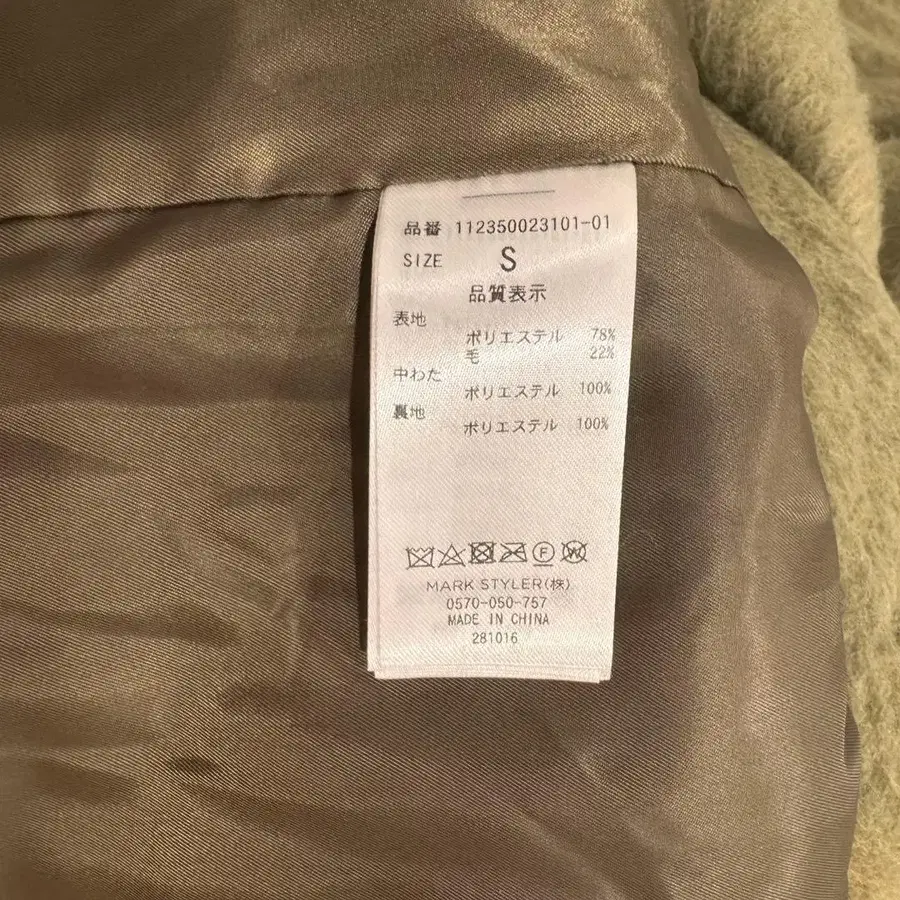 品番 112350023101-01
SIZE S
品質表示
表地
ポリエステル 78%
毛 22%
中わた
ポリエステル 100%
裏地
ポリエステル 100%
F W
MARK STYLER(株)
0570-050-757
MADE IN CHINA
281016